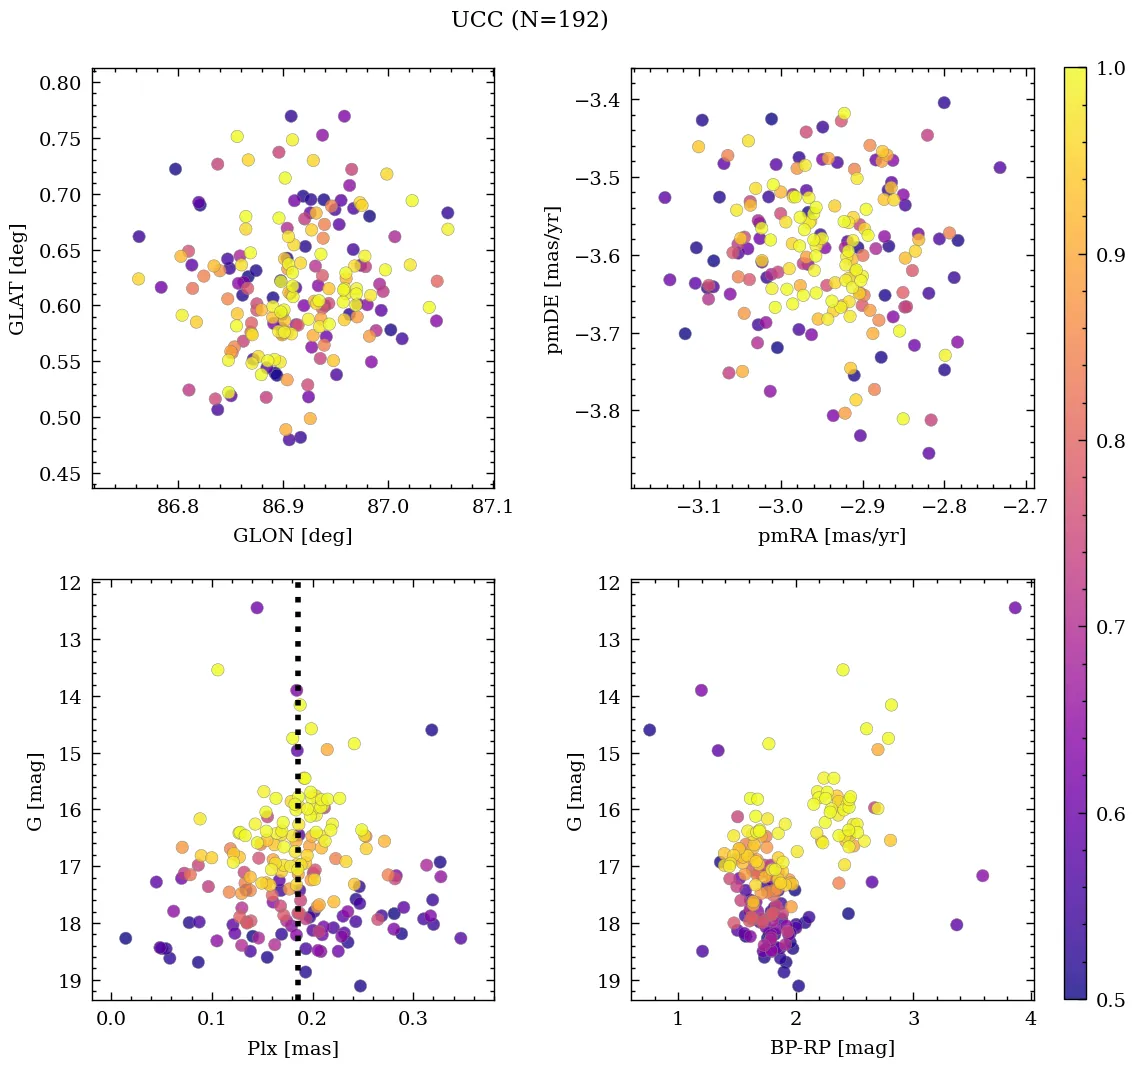 UCC (N=192)
0.80
0.75
0.70
0.65
0.60
0.55
0.50
0.45
GLAT [deg]
86.8 86.9 87.0 87.1
GLON [deg]
−3.4
−3.5
−3.6
−3.7
−3.8
pmDE [mas/yr]
−3.1 −3.0 −2.9 −2.8 −2.7
pmRA [mas/yr]
12
13
14
15
16
17
18
19
G [mag]
0.0 0.1 0.2 0.3
Plx [mas]
12
13
14
15
16
17
18
19
G [mag]
1 2 3 4
BP-RP [mag]
1.0
0.9
0.8
0.7
0.6
0.5